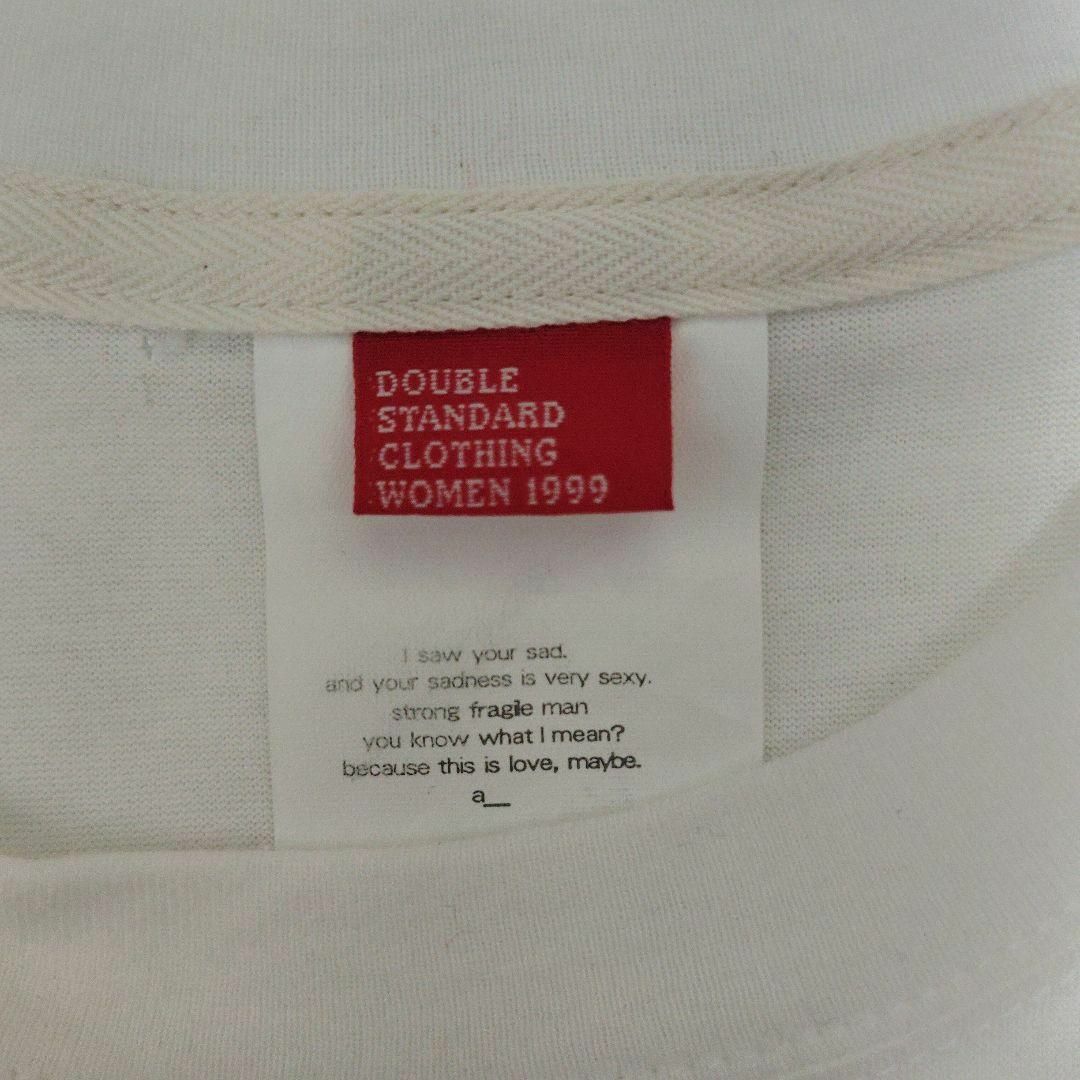 DOUBLE
STANDARD
CLOTHING
WOMEN 1999
I saw your sad.
and your sadness is very sexy.
strong fragile man
you know what I mean?
because this is love, maybe.
a__